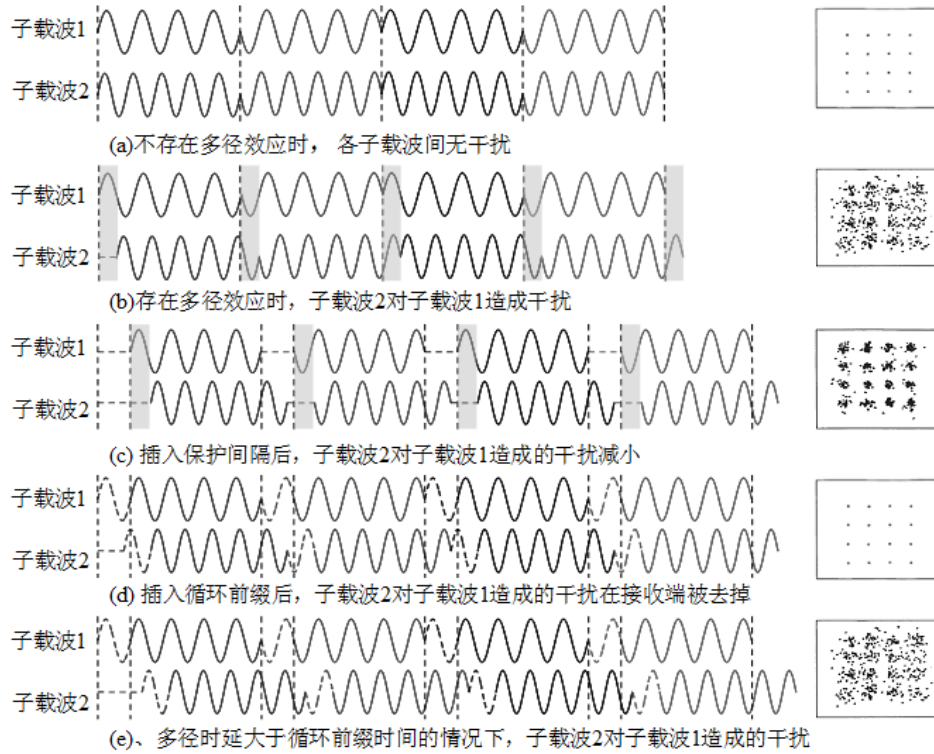 子载波1
子载波2
(a)不存在多径效应时， 各子载波间无干扰
子载波1
子载波2
(b)存在多径效应时，子载波2对子载波1造成干扰
子载波1
子载波2
(c) 插入保护间隔后，子载波2对子载波1造成的干扰减小
子载波1
子载波2
(d) 插入循环前缀后，子载波2对子载波1造成的干扰在接收端被去掉
子载波1
子载波2
(e)、多径时延大于循环前缀时间的情况下，子载波2对子载波1造成的干扰